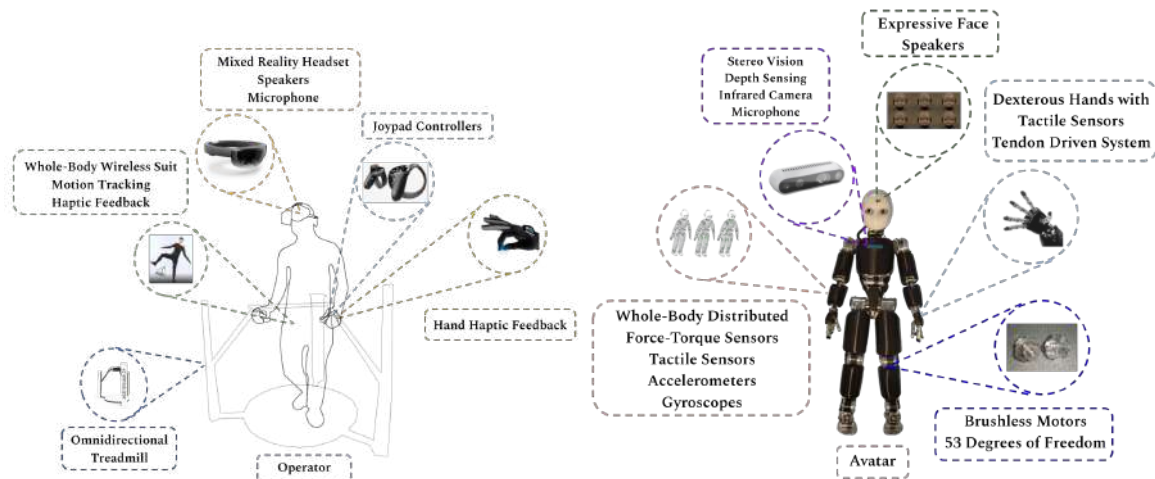 Mixed Reality Headset
Speakers
Microphone
Joypad Controllers
Whole-Body Wireless Suit
Motion Tracking
Haptic Feedback
Hand Haptic Feedback
Omnidirectional
Treadmill
Operator
Expressive Face
Speakers
Stereo Vision
Depth Sensing
Infrared Camera
Microphone
Dexterous Hands with
Tactile Sensors
Tendon Driven System
Whole-Body Distributed
Force-Torque Sensors
Tactile Sensors
Accelerometers
Gyroscopes
Brushless Motors
53 Degrees of Freedom
Avatar